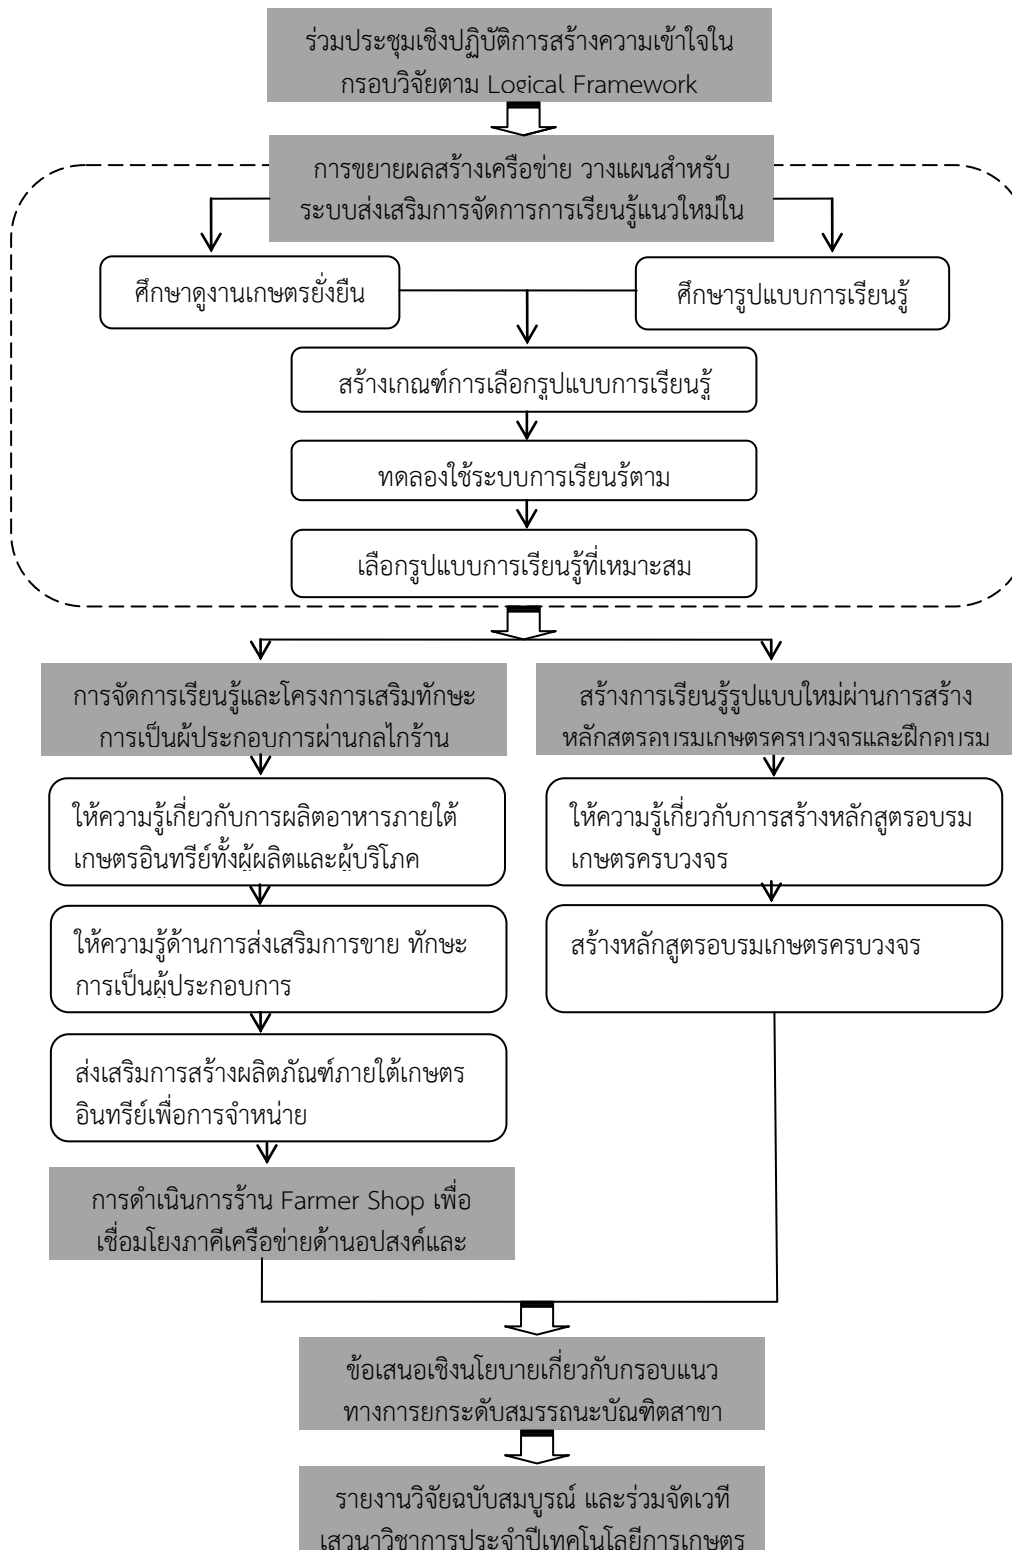 ร่วมประชุมเชิงปฏิบัติการสร้างความเข้าใจใน
กรอบวิจัยตาม Logical Framework
การขยายผลสร้างเครือข่าย วางแผนสำหรับ
ระบบส่งเสริมการจัดการการเรียนรู้แนวใหม่ใน
ศึกษาดูงานเกษตรยั่งยืน
ศึกษารูปแบบการเรียนรู้
สร้างเกณฑ์การเลือกรูปแบบการเรียนรู้
ทดลองใช้ระบบการเรียนรู้ตาม
เลือกรูปแบบการเรียนรู้ที่เหมาะสม
การจัดการเรียนรู้และโครงการเสริมทักษะ
การเป็นผู้ประกอบการผ่านกลไกร้าน
สร้างการเรียนรู้รูปแบบใหม่ผ่านการสร้าง
หลักสูตรอบรมเกษตรครบวงจรและฝึกอบรม
ให้ความรู้เกี่ยวกับการผลิตอาหารภายใต้
เกษตรอินทรีย์ทั้งผู้ผลิตและผู้บริโภค
ให้ความรู้เกี่ยวกับการสร้างหลักสูตรอบรม
เกษตรครบวงจร
ให้ความรู้ด้านการส่งเสริมการขาย ทักษะ
การเป็นผู้ประกอบการ
สร้างหลักสูตรอบรมเกษตรครบวงจร
ส่งเสริมการสร้างผลิตภัณฑ์ภายใต้เกษตร
อินทรีย์เพื่อการจำหน่าย
การดำเนินการร้าน Farmer Shop เพื่อ
เชื่อมโยงภาคีเครือข่ายด้านอุปสงค์และ
ข้อเสนอเชิงนโยบายเกี่ยวกับกรอบแนว
ทางการยกระดับสมรรถนะบัณฑิตสาขา
รายงานวิจัยฉบับสมบูรณ์ และร่วมจัดเวที
เสวนาวิชาการประจำปีเทคโนโลยีการเกษตร